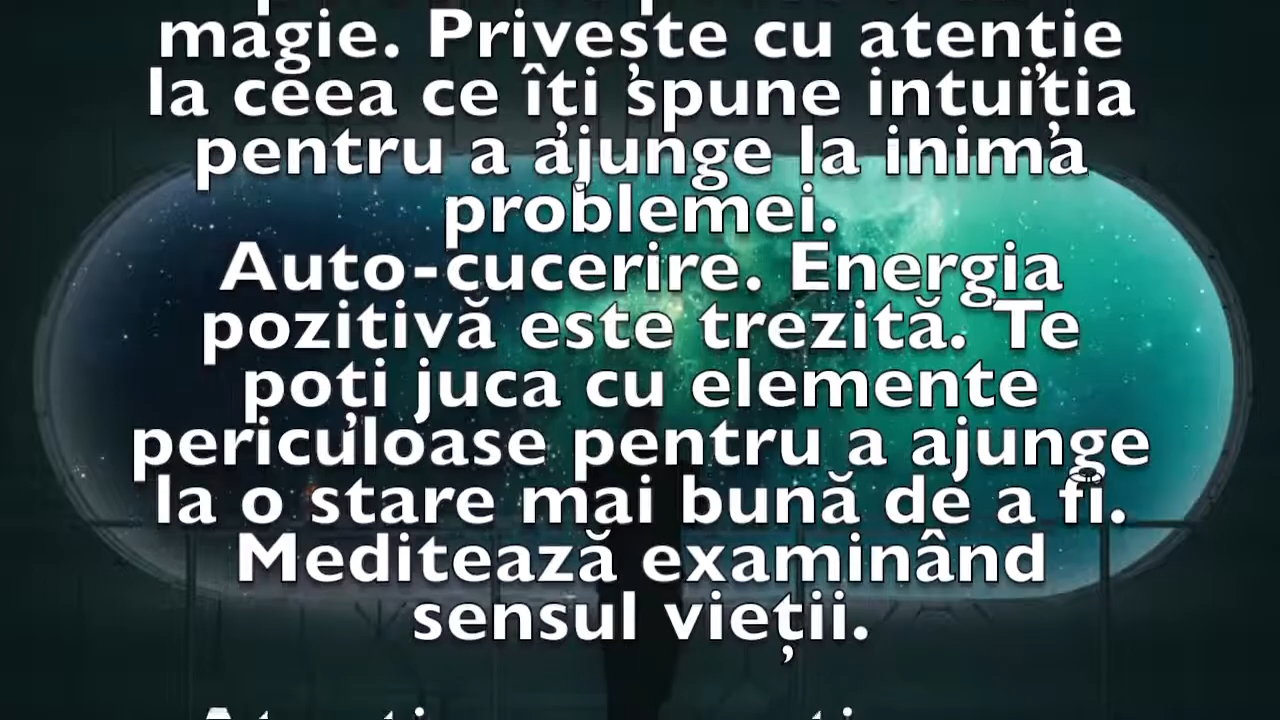 magie. Privește cu atenție
la ceea ce îți spune intuiția
pentru a ajunge la inima
problemei.
Auto-cucerire. Energia
pozitivă este trezită. Te
poți juca cu elemente
periculoase pentru a ajunge
la o stare mai bună de a fi.
Meditează examinând
sensul vieții.